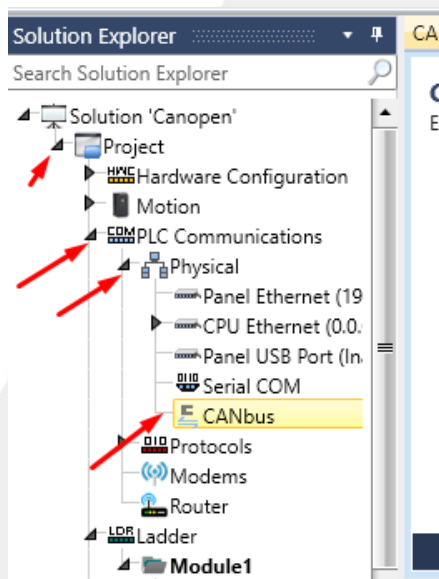 Solution Explorer
CA
Search Solution Explorer
Solution 'Canopen'
E
Project
HWC Hardware Configuration
Motion
COM PLC Communications
Physical
Panel Ethernet (19
CPU Ethernet (0.0.
Panel USB Port (In
Serial COM
CANbus
Protocols
Modems
Router
LDR Ladder
Module1